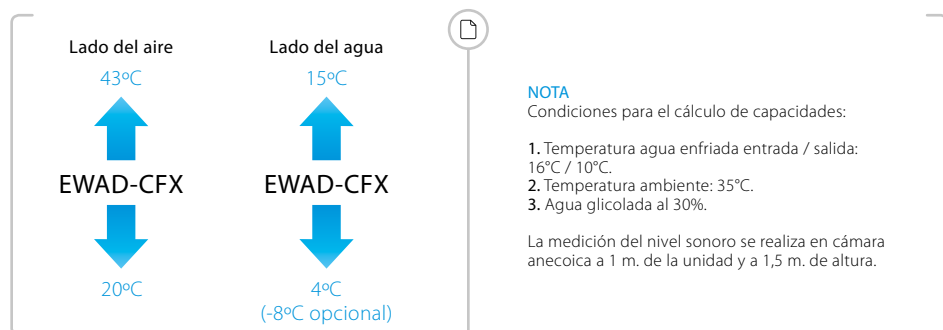 Lado del aire
43ºC
EWAD-CFX
20ºC
Lado del agua
15ºC
EWAD-CFX
4ºC
(-8ºC opcional)
NOTA
Condiciones para el cálculo de capacidades:
1. Temperatura agua enfriada entrada / salida:
16°C / 10°C.
2. Temperatura ambiente: 35°C.
3. Agua glicolada al 30%.
La medición del nivel sonoro se realiza en cámara
anecoica a 1 m. de la unidad y a 1,5 m. de altura.